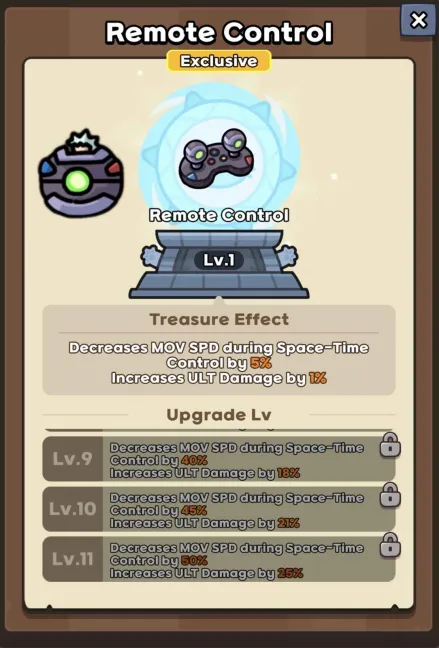 Remote Control
Exclusive
Remote Control
Lv.1
Treasure Effect
Decreases MOV SPD during Space-Time
Control by 5%
Increases ULT Damage by 1%
Upgrade Lv
Lv.9
Decreases MOV SPD during Space-Time
Control by 40%
Increases ULT Damage by 18%
Lv.10
Decreases MOV SPD during Space-Time
Control by 45%
Increases ULT Damage by 21%
Lv.11
Decreases MOV SPD during Space-Time
Control by 50%
Increases ULT Damage by 25%